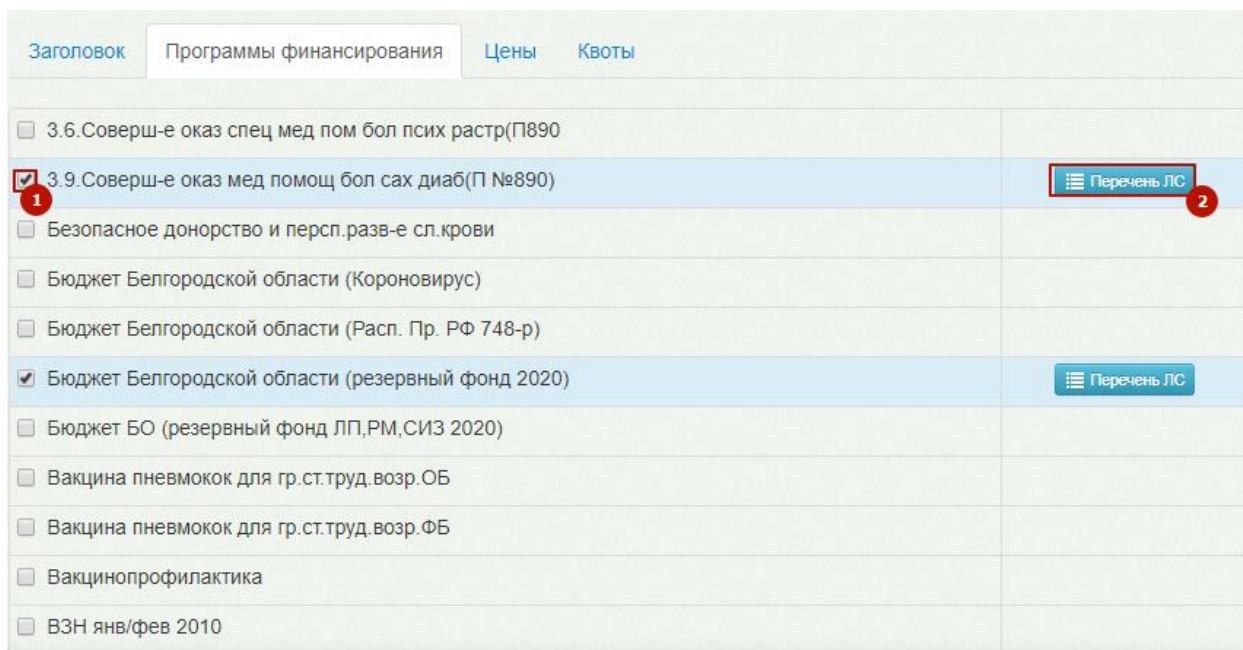 Заголовок Программы финансирования Цены Квоты
3.6.Соверш-е оказ спец мед пом бол псих растр(П890
3.9.Соверш-е оказ мед помощ бол сах диаб(П №890) Перечень ЛС
1 2
Безопасное донорство и персп.разв-е сл.крови
Бюджет Белгородской области (Короновирус)
Бюджет Белгородской области (Расп. Пр. РФ 748-р)
Бюджет Белгородской области (резервный фонд 2020) Перечень ЛС
Бюджет БО (резервный фонд ЛП,РМ,СИЗ 2020)
Вакцина пневмокок для гр.ст.труд.возр.ОБ
Вакцина пневмокок для гр.ст.труд.возр.ФБ
Вакцинопрофилактика
ВЗН янв/фев 2010